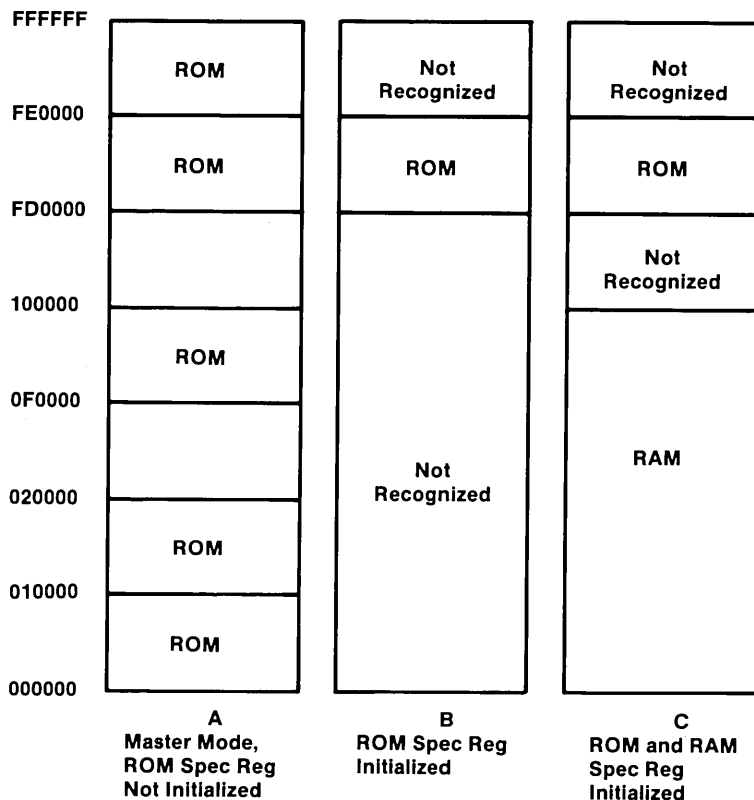 FFFFFF
ROM
Not
Recognized
Not
Recognized
FE0000
ROM
ROM
ROM
FD0000
Not
Recognized
100000
ROM
0F0000
RAM
Not
Recognized
020000
ROM
010000
ROM
000000
A
Master Mode,
ROM Spec Reg
Not Initialized
B
ROM Spec Reg
Initialized
C
ROM and RAM
Spec Reg
Initialized